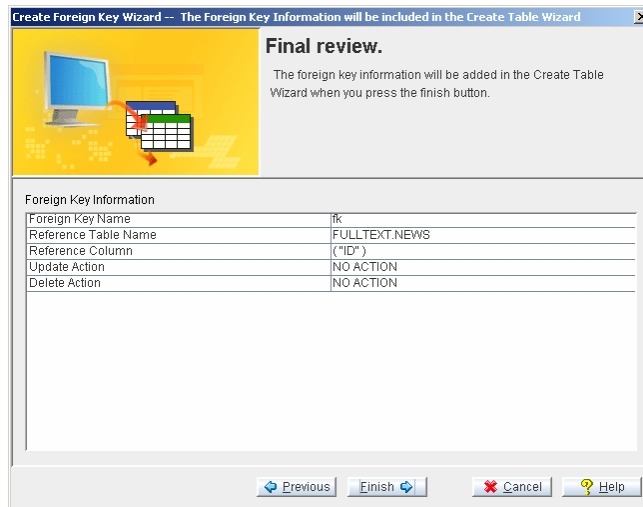 Create Foreign Key Wizard -- The Foreign Key Information will be included in the Create Table Wizard
Final review.
The foreign key information will be added in the Create Table
Wizard when you press the finish button.
Foreign Key Information
Foreign Key Name fk
Reference Table Name FULLTEXT.NEWS
Reference Column ( "ID" )
Update Action NO ACTION
Delete Action NO ACTION
Previous Finish Cancel Help